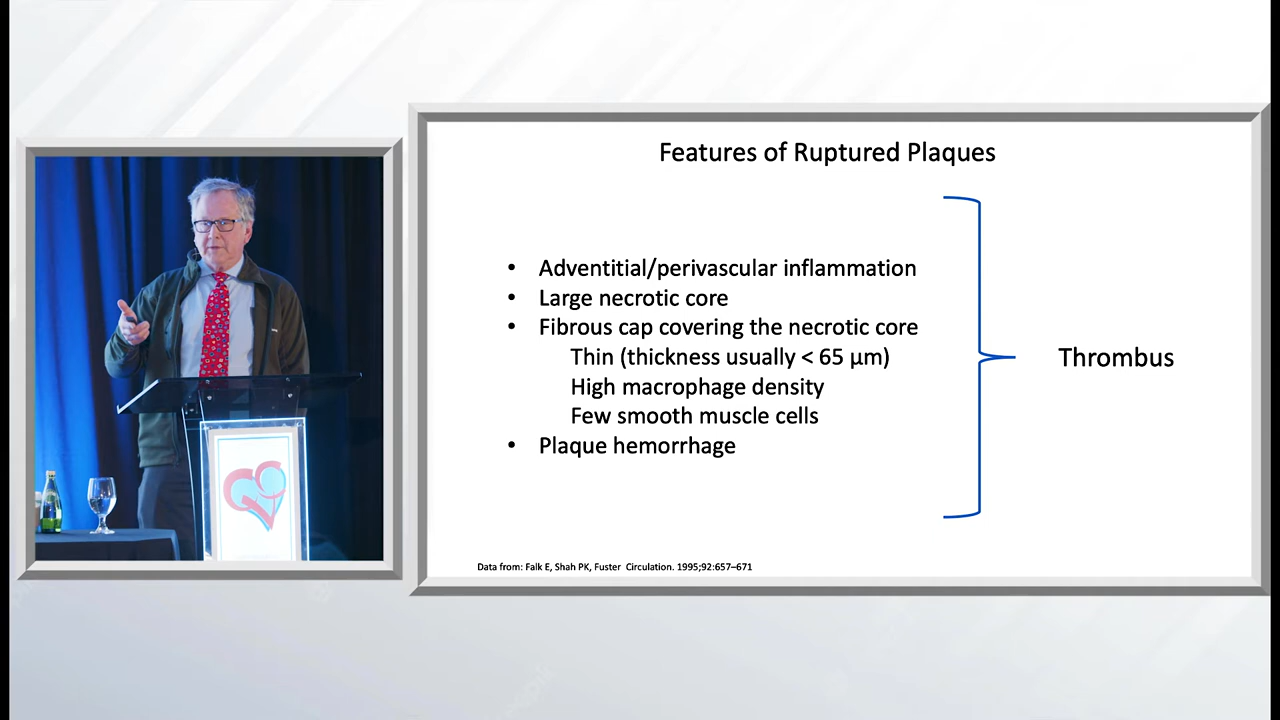 Features of Ruptured Plaques
• Adventitial/perivascular inflammation
• Large necrotic core
• Fibrous cap covering the necrotic core
Thin (thickness usually < 65 µm)
High macrophage density
Few smooth muscle cells
• Plaque hemorrhage
Thrombus
Data from: Falk E, Shah PK, Fuster Circulation. 1995;92:657–671